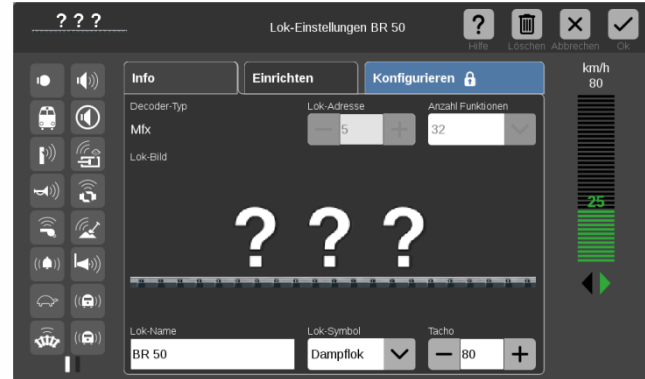 ? ? ?
Lok-Einstellungen BR 50
?
Hilfe
Löschen
Abbrechen
Ok
Info
Einrichten
Konfigurieren
km/h
80
Decoder-Typ
Lok-Adresse
Anzahl Funktionen
Mfx
5
32
Lok-Bild
25
? ? ?
Lok-Name
Lok-Symbol
Tacho
BR 50
Dampflok
80